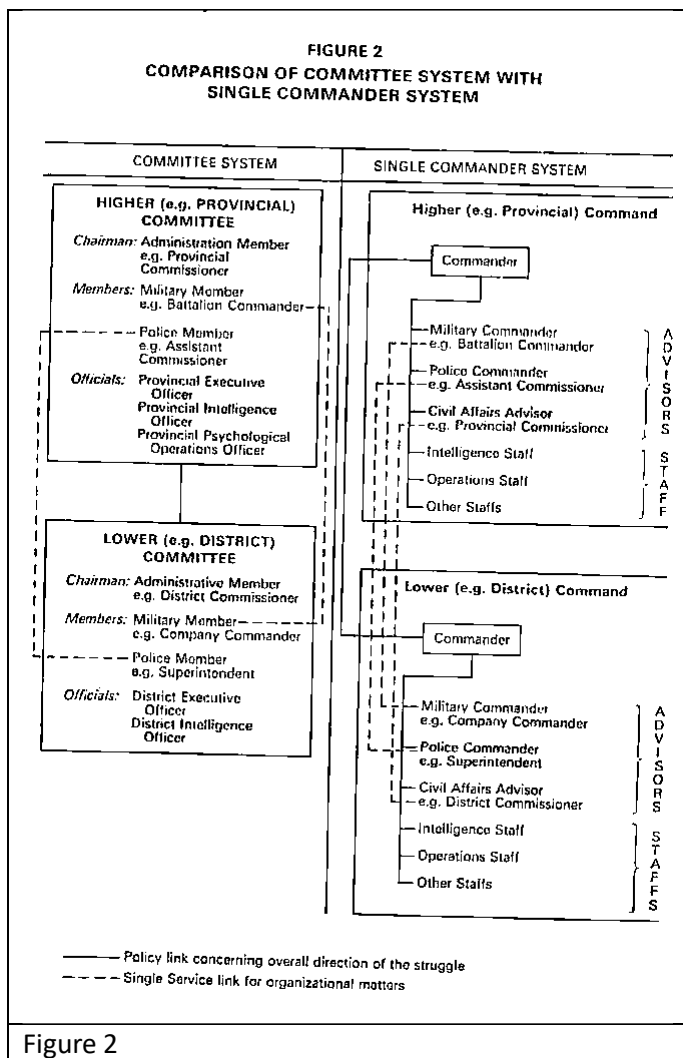 FIGURE 2
COMPARISON OF COMMITTEE SYSTEM WITH
SINGLE COMMANDER SYSTEM
COMMITTEE SYSTEM
HIGHER (e.g. PROVINCIAL)
COMMITTEE
Chairman: Administration Member
e.g. Provincial
Commissioner
Members: Military Member
e.g. Battalion Commander
Police Member
e.g. Assistant
Commissioner
Officials: Provincial Executive
Officer
Provincial Intelligence
Officer
Provincial Psychological
Operations Officer
LOWER (e.g. DISTRICT)
COMMITTEE
Chairman: Administrative Member
e.g. District Commissioner
Members: Military Member
e.g. Company Commander
Police Member
e.g. Superintendent
Officials: District Executive
Officer
District Intelligence
Officer
SINGLE COMMANDER SYSTEM
Higher (e.g. Provincial) Command
Commander
Military Commander
e.g. Battalion Commander
Police Commander
e.g. Assistant Commissioner
Civil Affairs Advisor
e.g. Provincial Commissioner
ADVISORS
Intelligence Staff
Operations Staff
Other Staffs
STAFF
Lower (e.g. District) Command
Commander
Military Commander
e.g. Company Commander
Police Commander
e.g. Superintendent
Civil Affairs Advisor
e.g. District Commissioner
ADVISORS
Intelligence Staff
Operations Staff
Other Staffs
STAFFS
Policy link concerning overall direction of the struggle
Single Service link for organizational matters
Figure 2